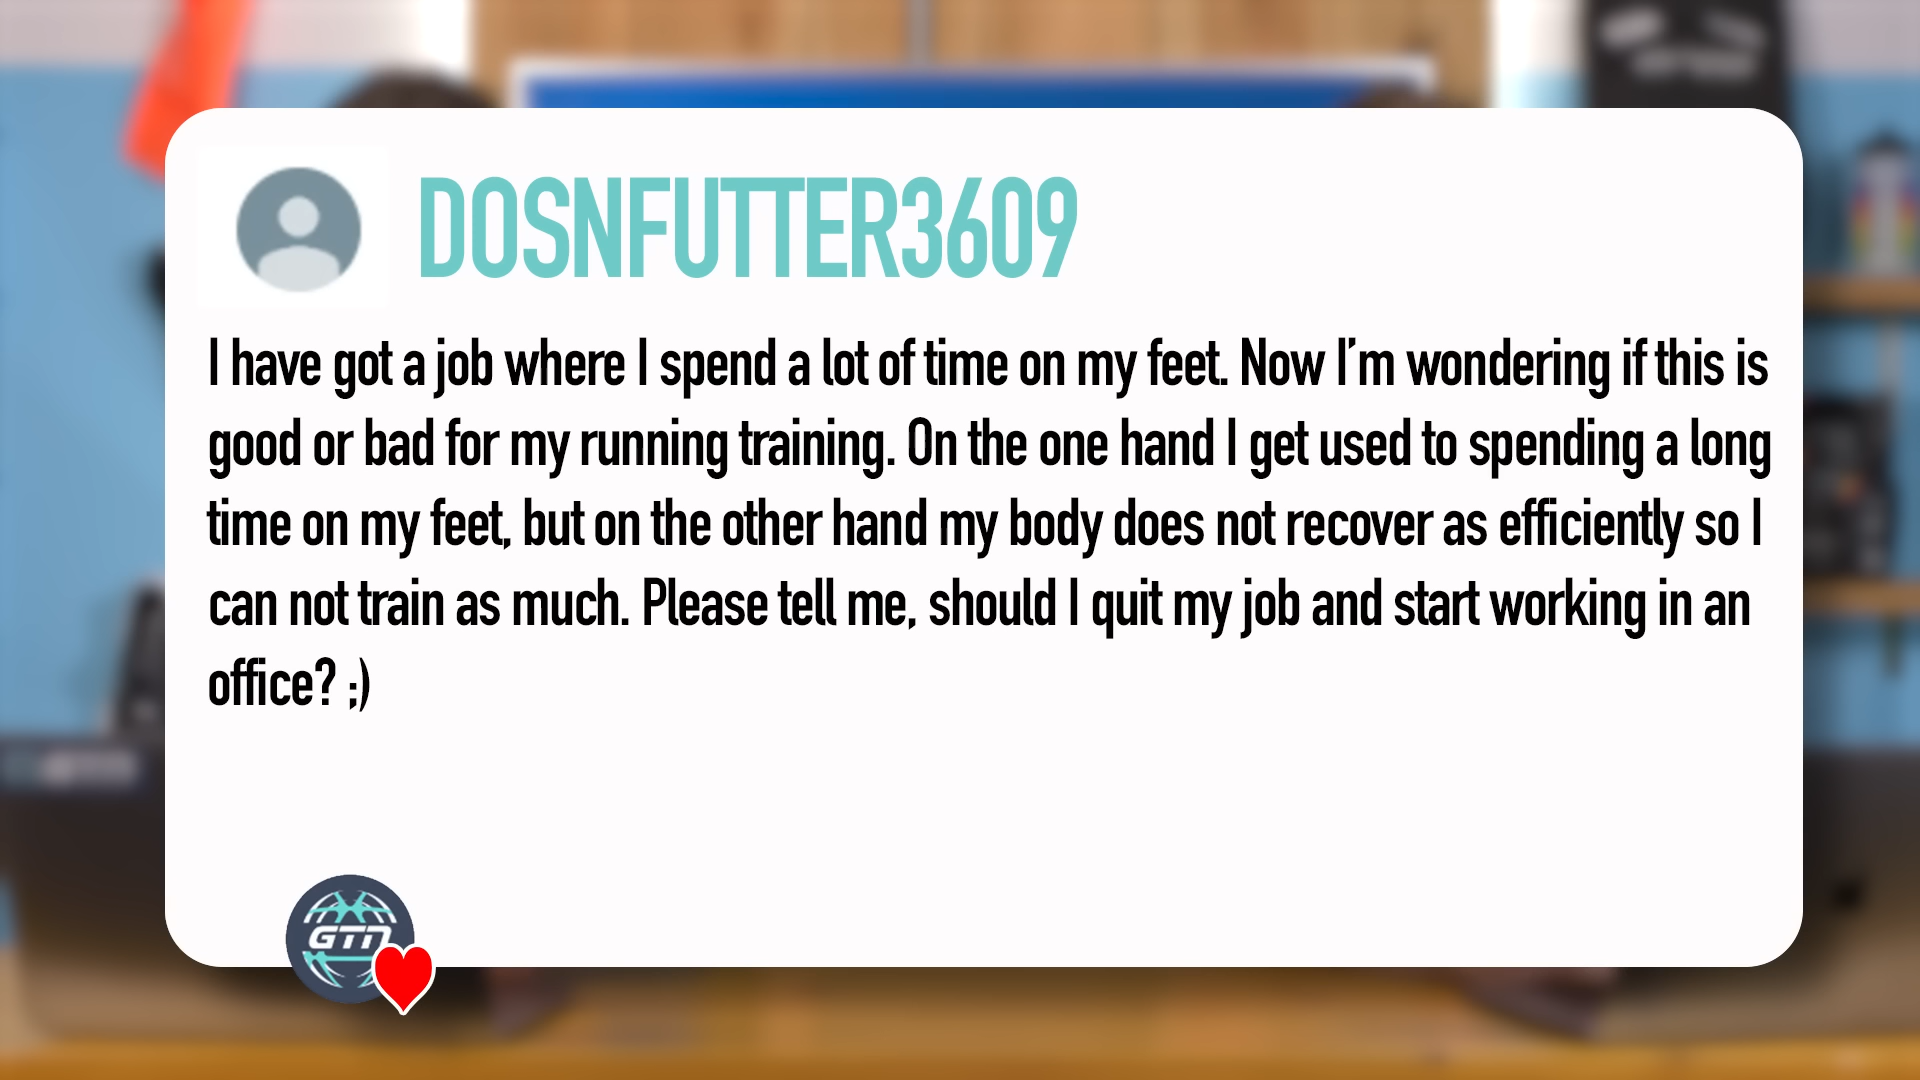 DOSNFUTTER3609
I have got a job where I spend a lot of time on my feet. Now I'm wondering if this is
good or bad for my running training. On the one hand I get used to spending a long
time on my feet, but on the other hand my body does not recover as efficiently so I
can not train as much. Please tell me, should I quit my job and start working in an
office? ;)
GTN